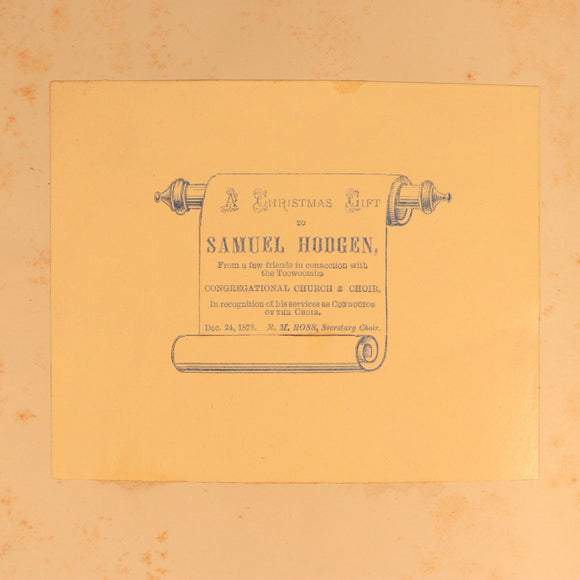 A CHRISTMAS GIFT
TO
SAMUEL HODGEN,
From a few friends in connection with
the Toowoomba
CONGREGATIONAL CHURCH & CHOIR,
In recognition of his services as CONDUCTOR
OF THE CHOIR.
Dec. 24, 1878. R. M. ROSS, Secretary Choir.